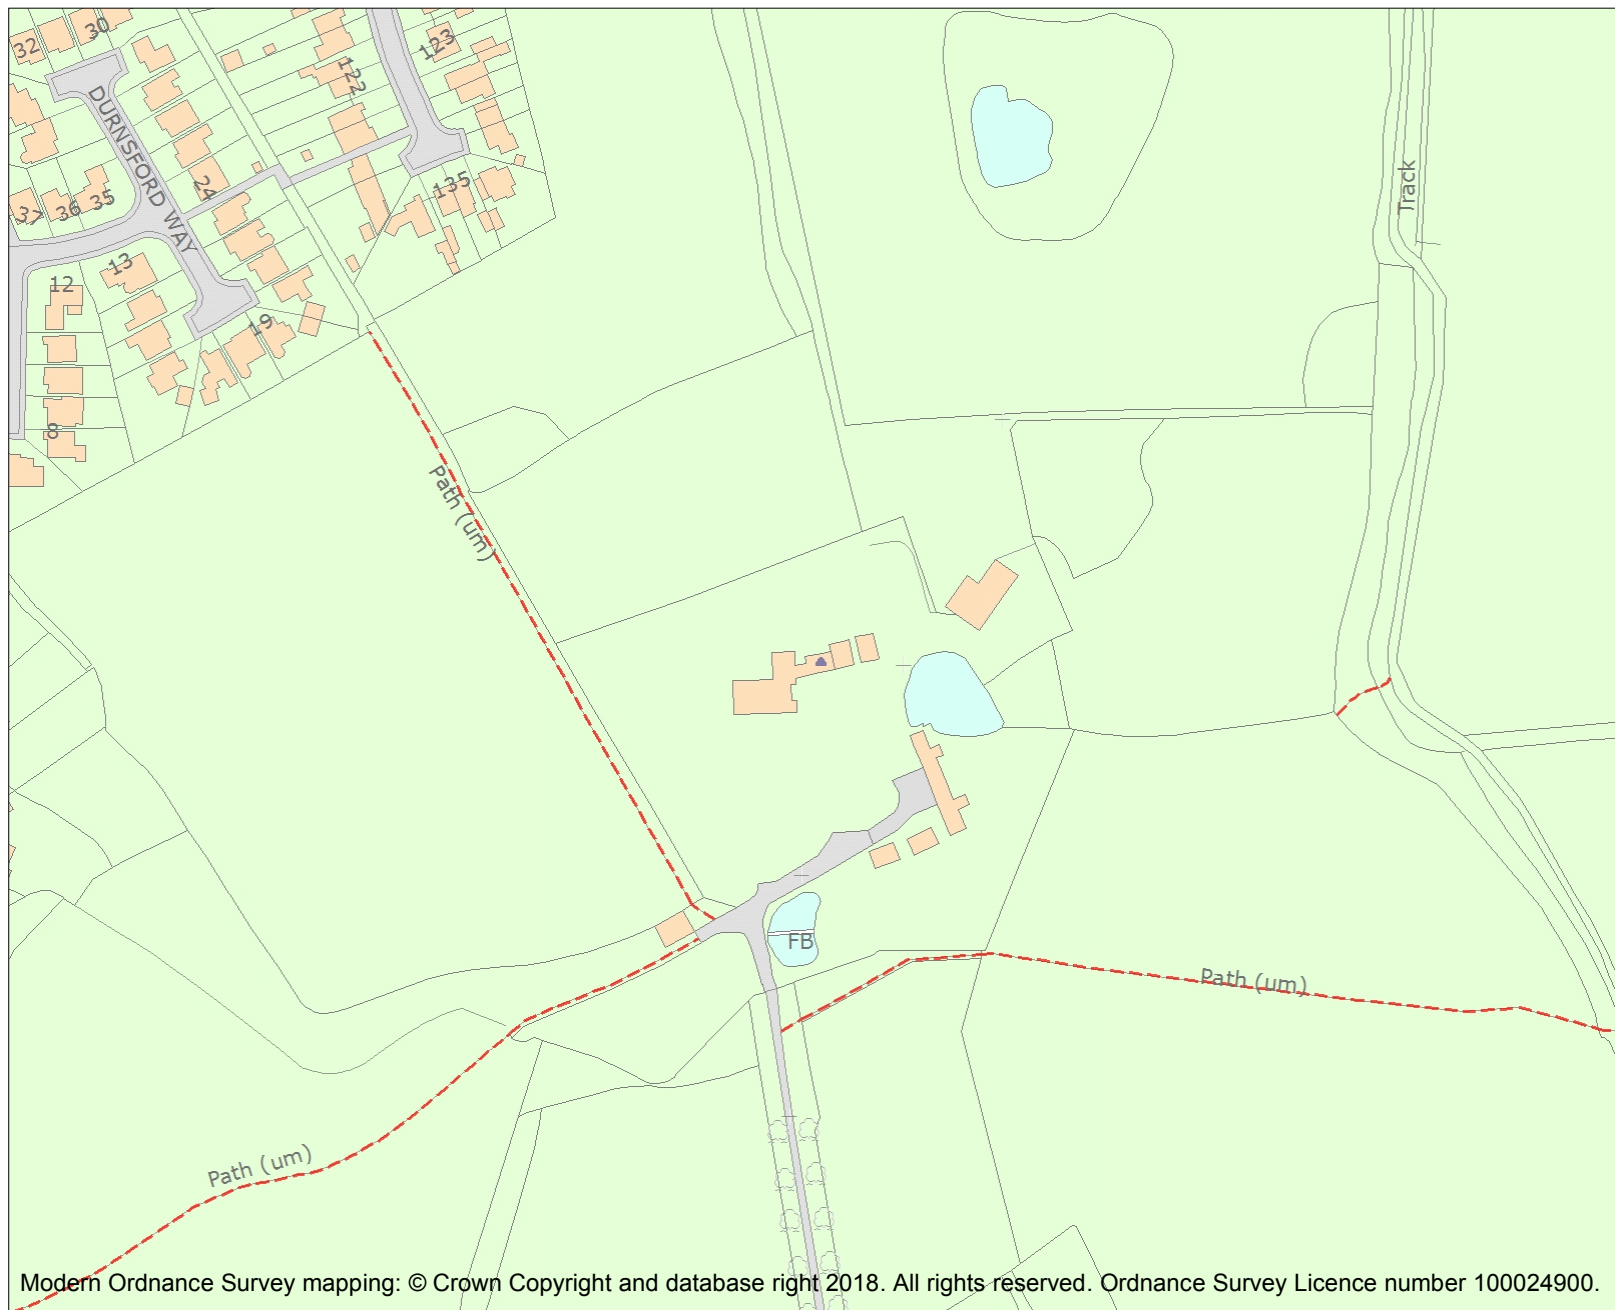 32
30
123
122
DURNSFORD WAY
24
135
37
36
35
13
12
19
8
Track
Path (um)
FB
Path (um)
Path (um)
Modern Ordnance Survey mapping: © Crown Copyright and database right 2018. All rights reserved. Ordnance Survey Licence number 100024900.